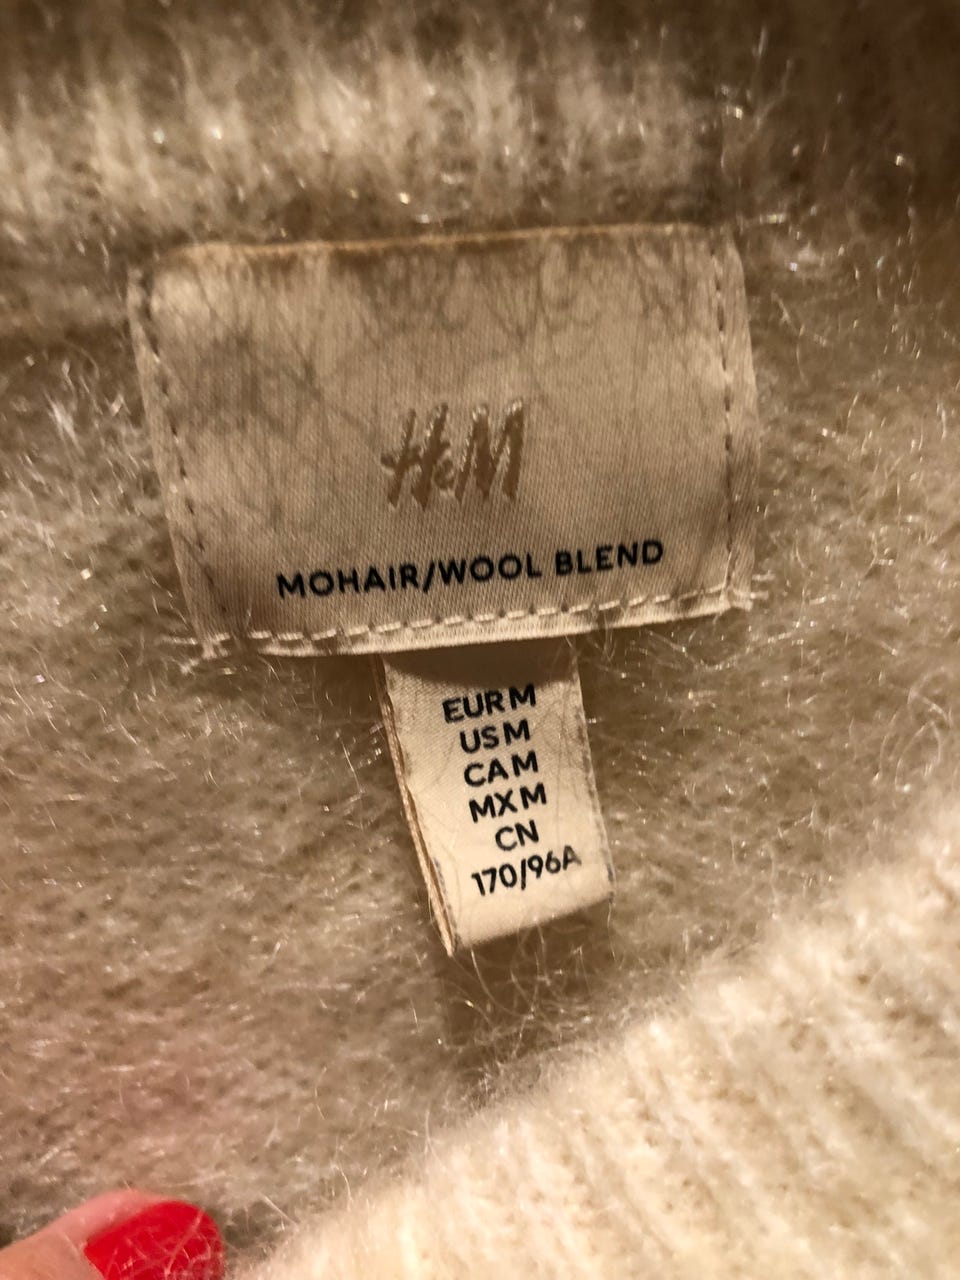 H&M
MOHAIR/WOOL BLEND
EUR M
US M
CA M
MX M
CN
170/96A